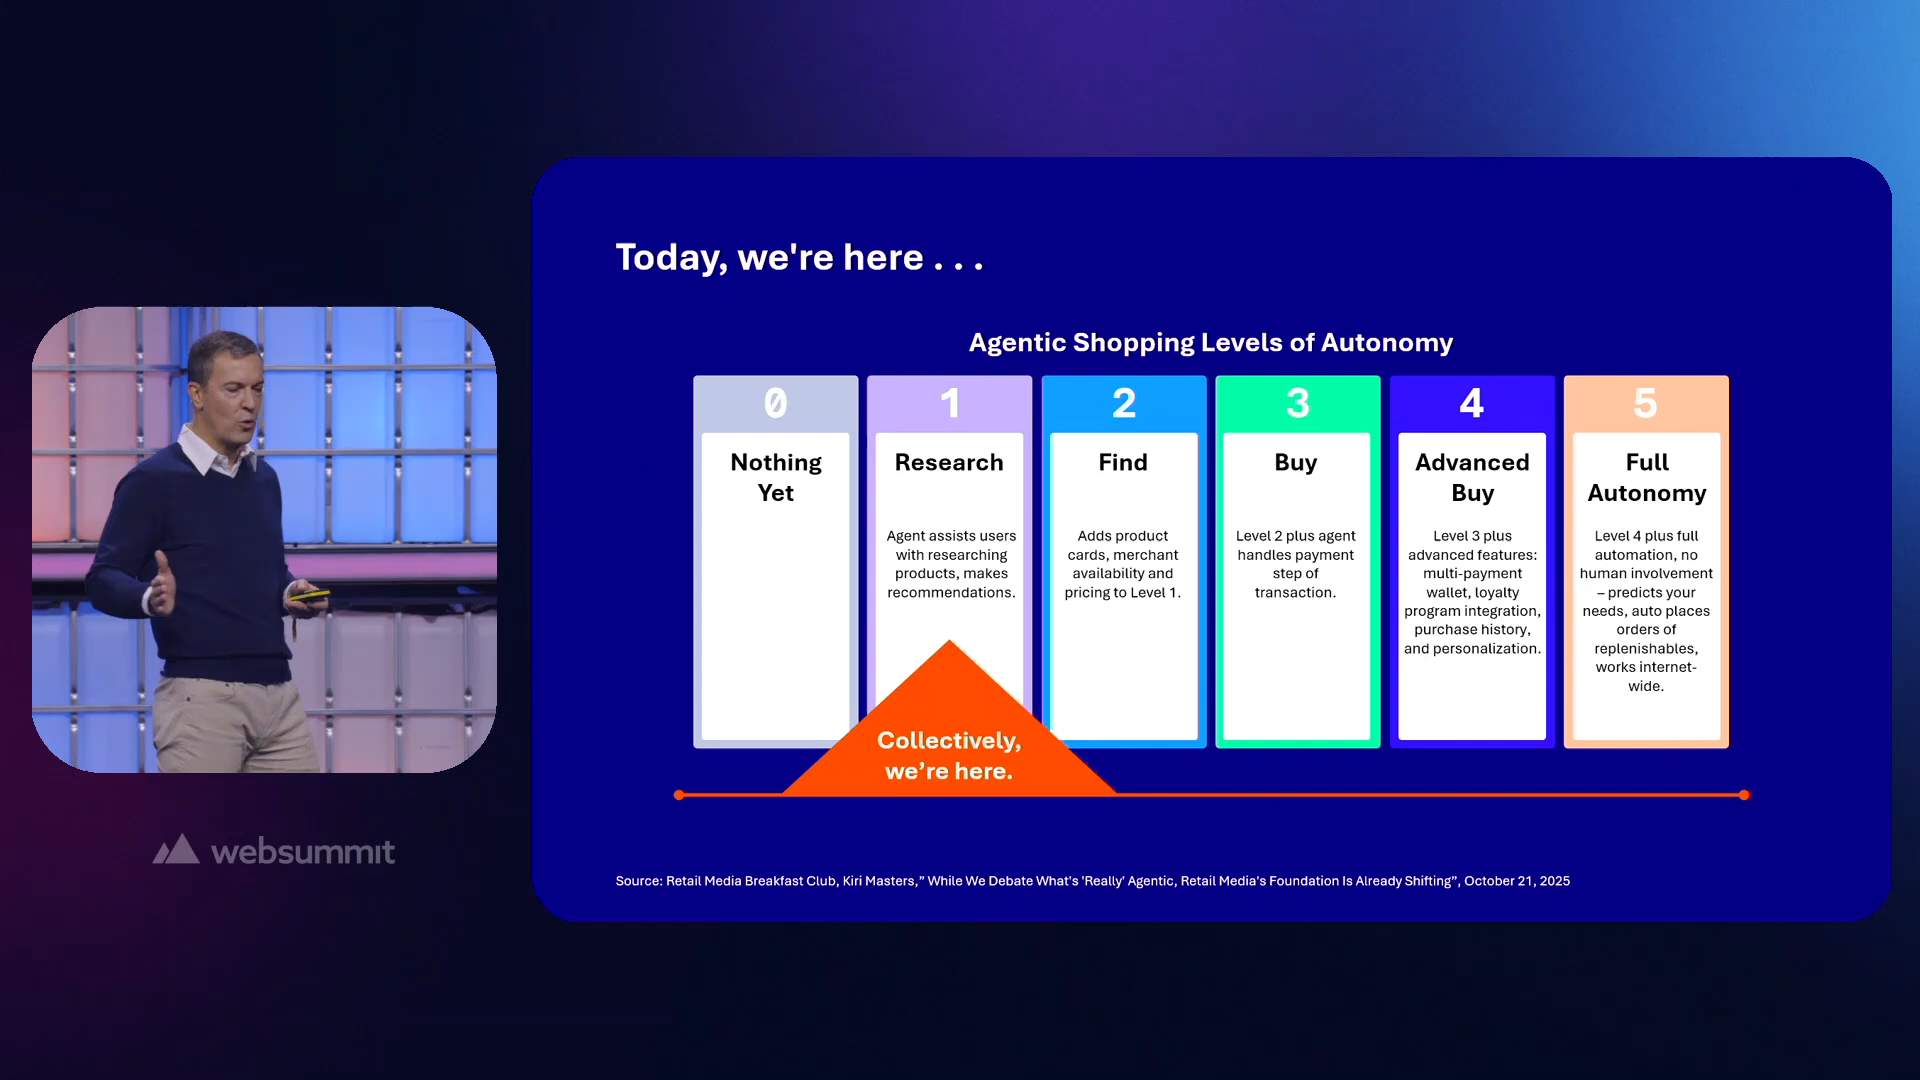 Today, we're here . . .
Agentic Shopping Levels of Autonomy
0
Nothing
Yet
1
Research
Agent assists users
with researching
products, makes
recommendations.
2
Find
Adds product
cards, merchant
availability and
pricing to Level 1.
3
Buy
Level 2 plus agent
handles payment
step of
transaction.
4
Advanced
Buy
Level 3 plus
advanced features:
multi-payment
wallet, loyalty
program integration,
purchase history,
and personalization.
5
Full
Autonomy
Level 4 plus full
automation, no
human involvement
– predicts your
needs, auto places
orders of
replenishables,
works internet-
wide.
Collectively,
we’re here.
Source: Retail Media Breakfast Club, Kiri Masters,” While We Debate What's 'Really’ Agentic, Retail Media's Foundation Is Already Shifting”, October 21, 2025
websummit